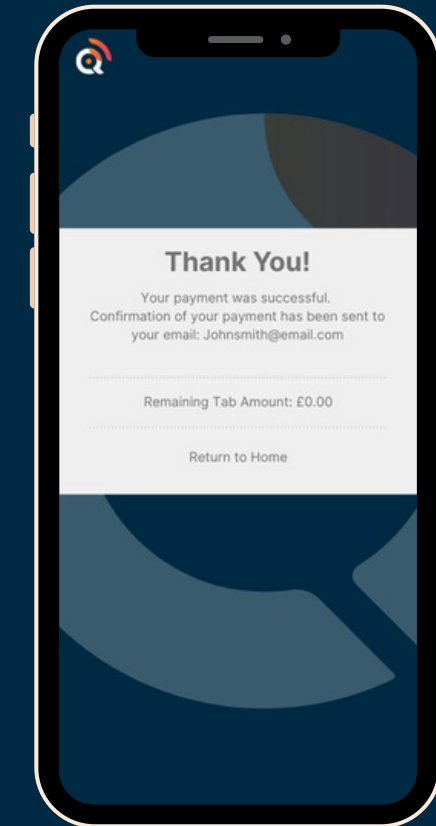 Thank You!
Your payment was successful.
Confirmation of your payment has been sent to
your email: Johnsmith@email.com
Remaining Tab Amount: £0.00
Return to Home